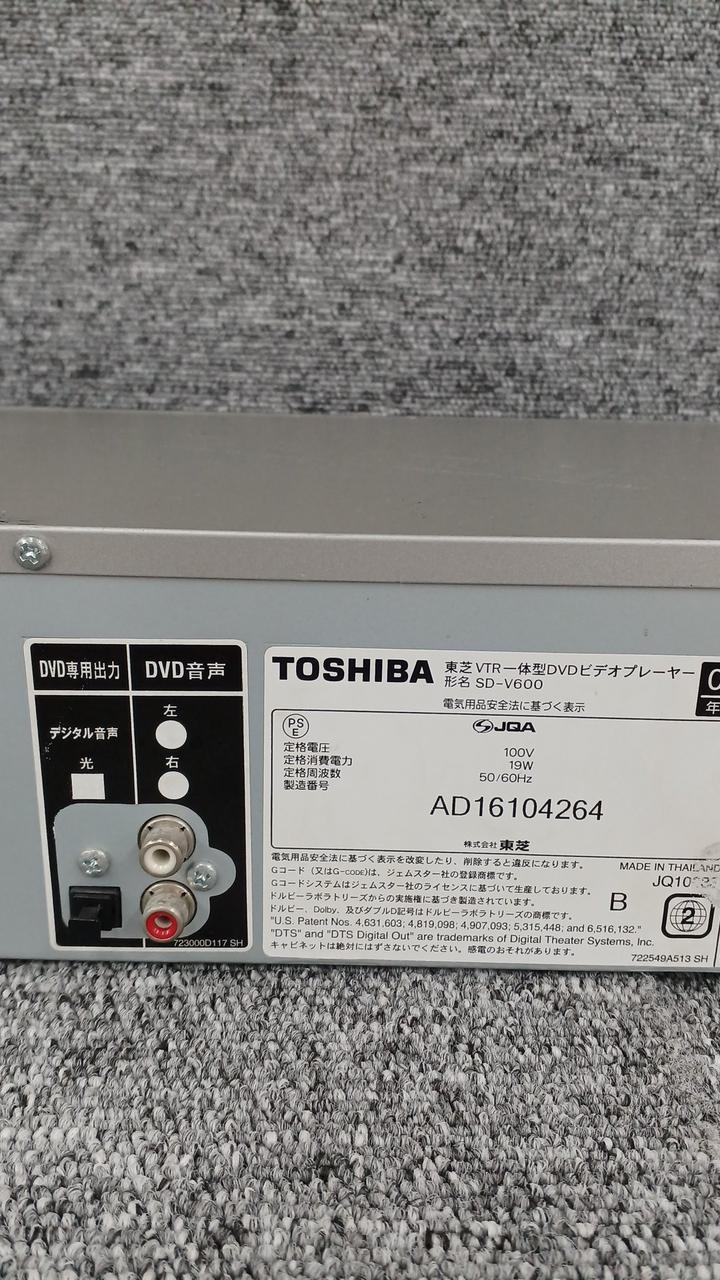 DVD専用出力
DVD音声
デジタル音声
光
左
右
723000D117 SH
TOSHIBA
東芝 VTR一体型DVDビデオプレーヤー
形名 SD-V600
電気用品安全法に基づく表示
PS
E
JQA
定格電圧 100V
定格消費電力 19W
定格周波数 50/60Hz
製造番号
AD16104264
株式会社 東芝
電気用品安全法に基づく表示を改変したり、削除すると違反になります。
Gコード（又はG-CODE)は、ジェムスター社の登録商標です。
Gコードシステムはジェムスター社のライセンスに基づいて生産しております。
ドルビーラボラトリーズからの実施権に基づき製造されています。
ドルビー、Dolby、及びダブルD記号はドルビーラボラトリーズの商標です。
"U.S. Patent Nos. 4,631,603; 4,819,098; 4,907,093; 5,315,448; and 6,516,132."
"DTS" and "DTS Digital Out" are trademarks of Digital Theater Systems, Inc.
キャビネットは絶対にはずさないでください。感電のおそれがあります。
年
MADE IN THAILAND
B
2
722549A513 SH